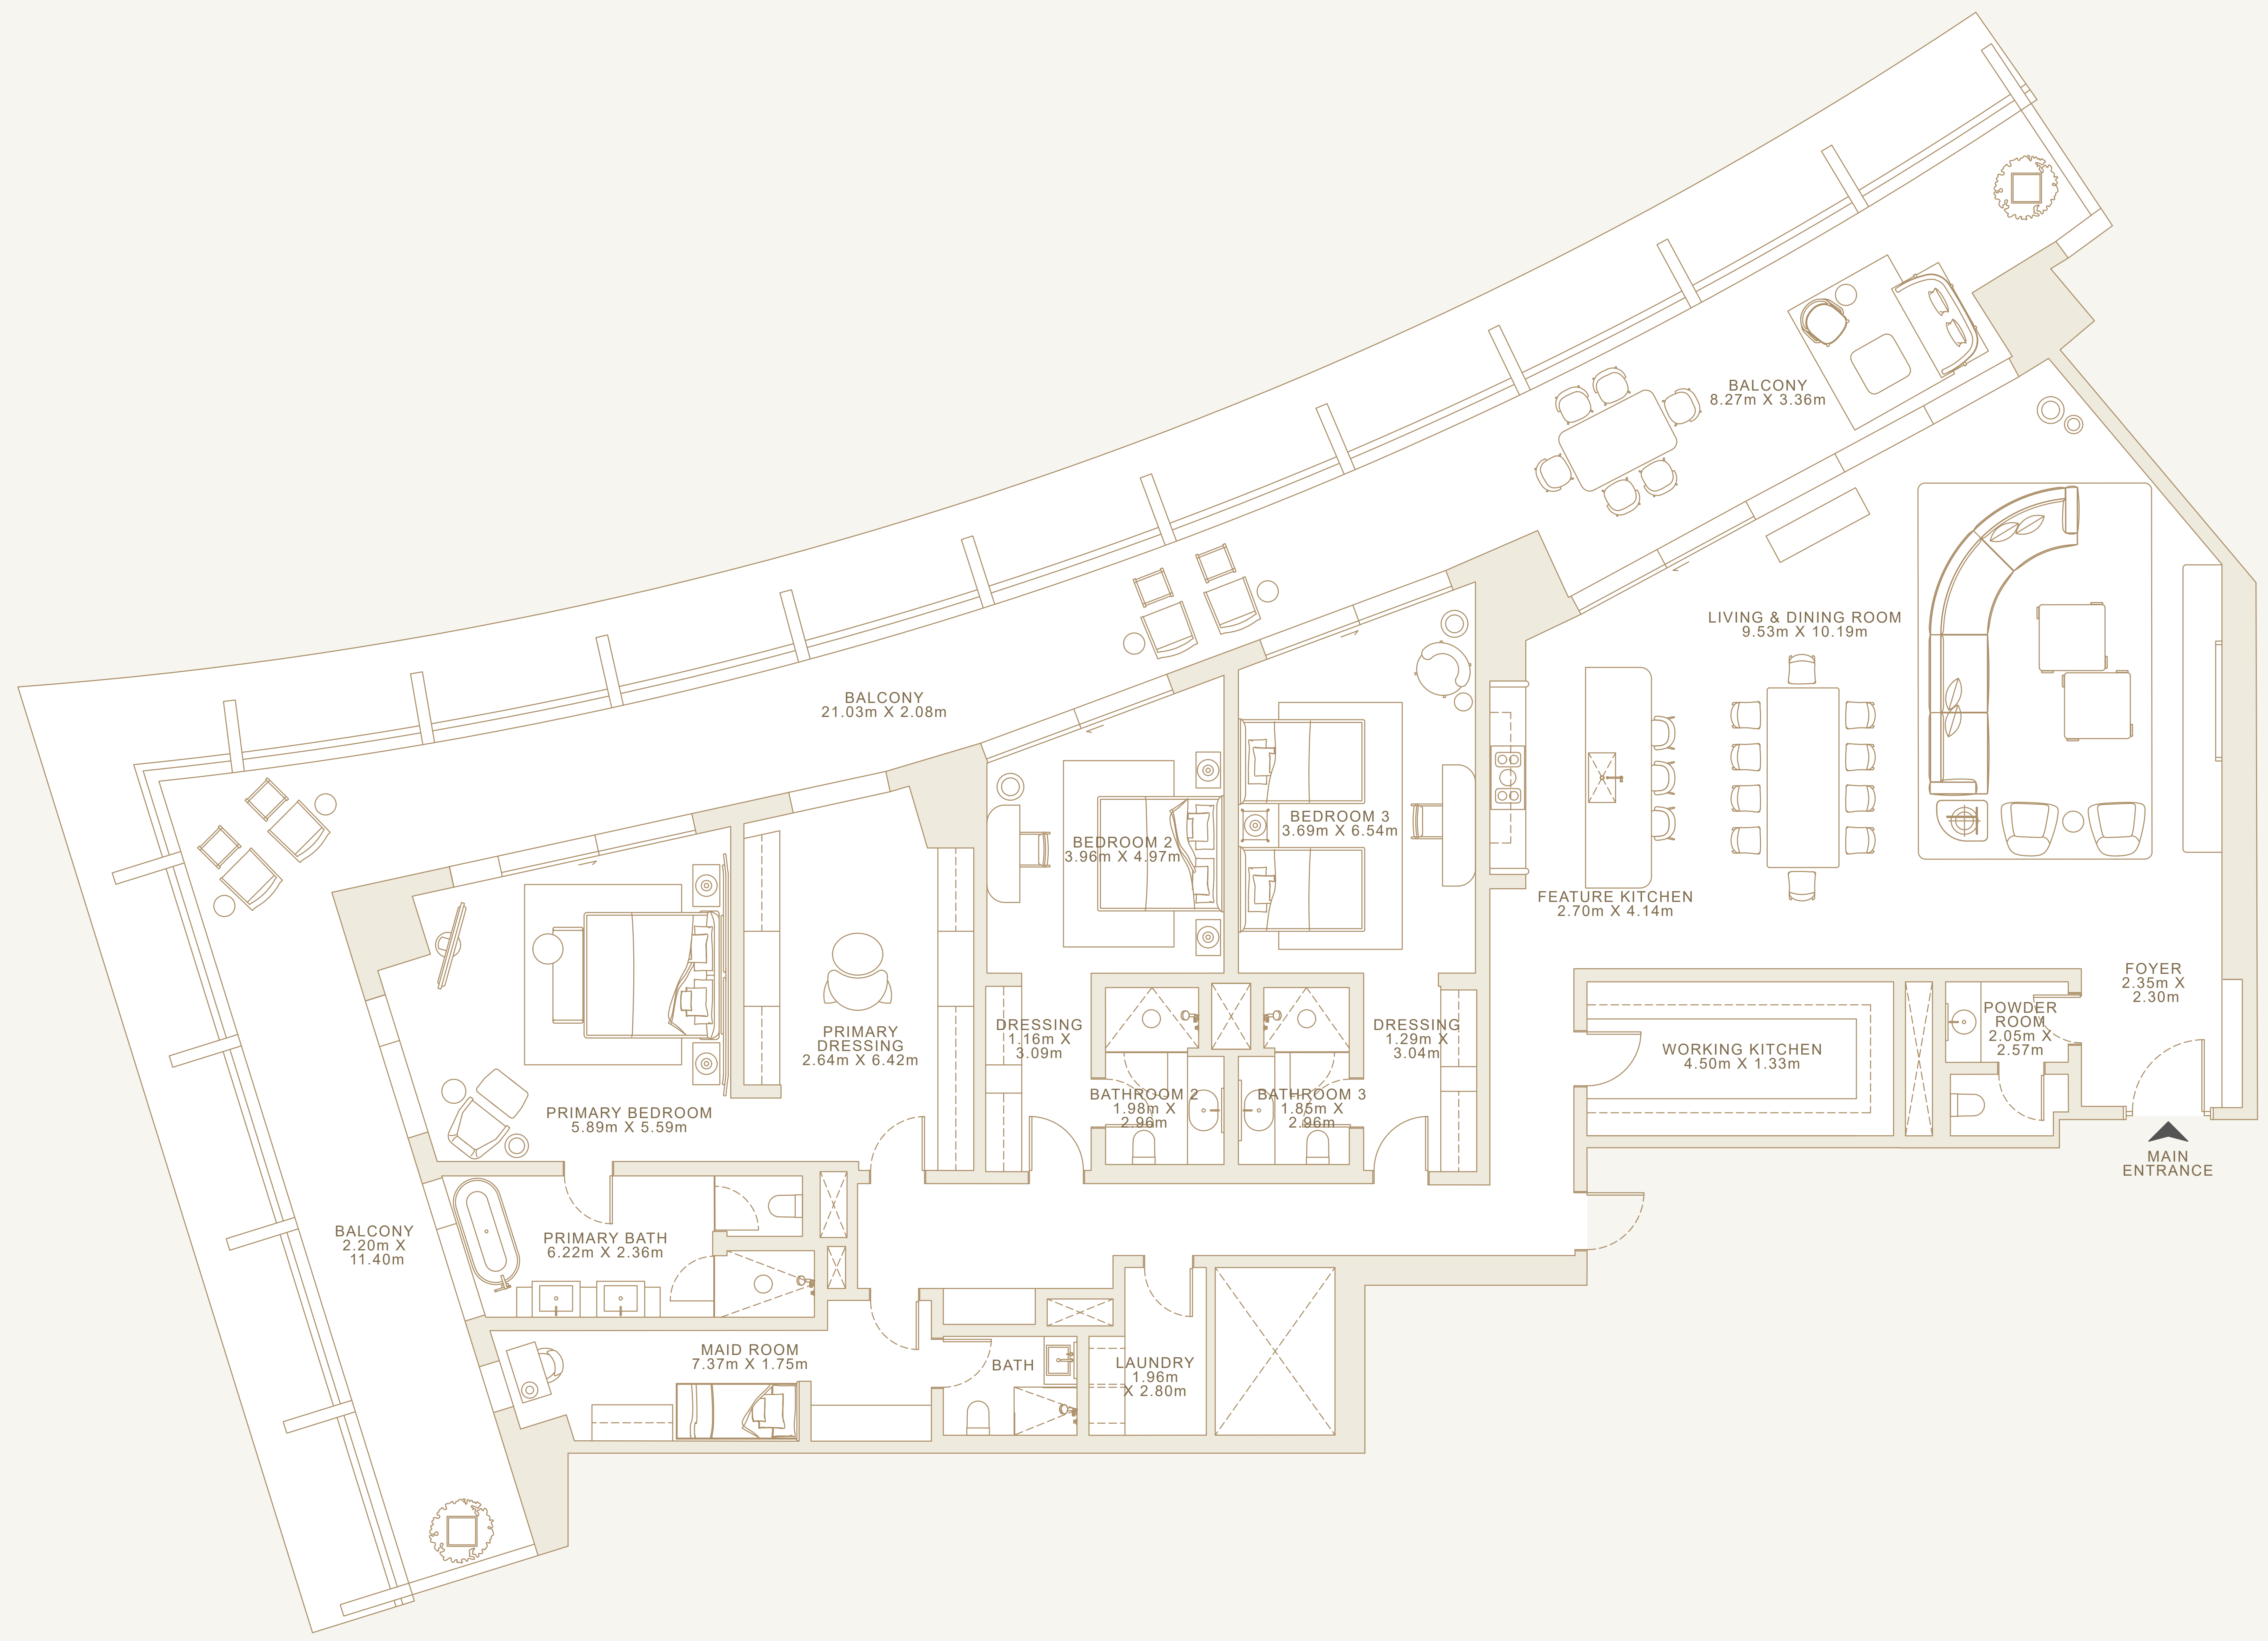 BALCONY
8.27m X 3.36m
LIVING & DINING ROOM
9.53m X 10.19m
BALCONY
21.03m X 2.08m
BEDROOM 2
3.96m X 4.97m
BEDROOM 3
3.69m X 6.54m
FEATURE KITCHEN
2.70m X 4.14m
FOYER
2.35m X
2.30m
PRIMARY
DRESSING
2.64m X 6.42m
DRESSING
1.16m X
3.09m
DRESSING
1.29m X
3.04m
WORKING KITCHEN
4.50m X 1.33m
POWDER
ROOM
2.05m X
2.57m
PRIMARY BEDROOM
5.89m X 5.59m
BATHROOM 2
1.98m X
2.96m
BATHROOM 3
1.85m X
2.96m
MAIN
ENTRANCE
BALCONY
2.20m X
11.40m
PRIMARY BATH
6.22m X 2.36m
MAID ROOM
7.37m X 1.75m
BATH
LAUNDRY
1.96m
X 2.80m